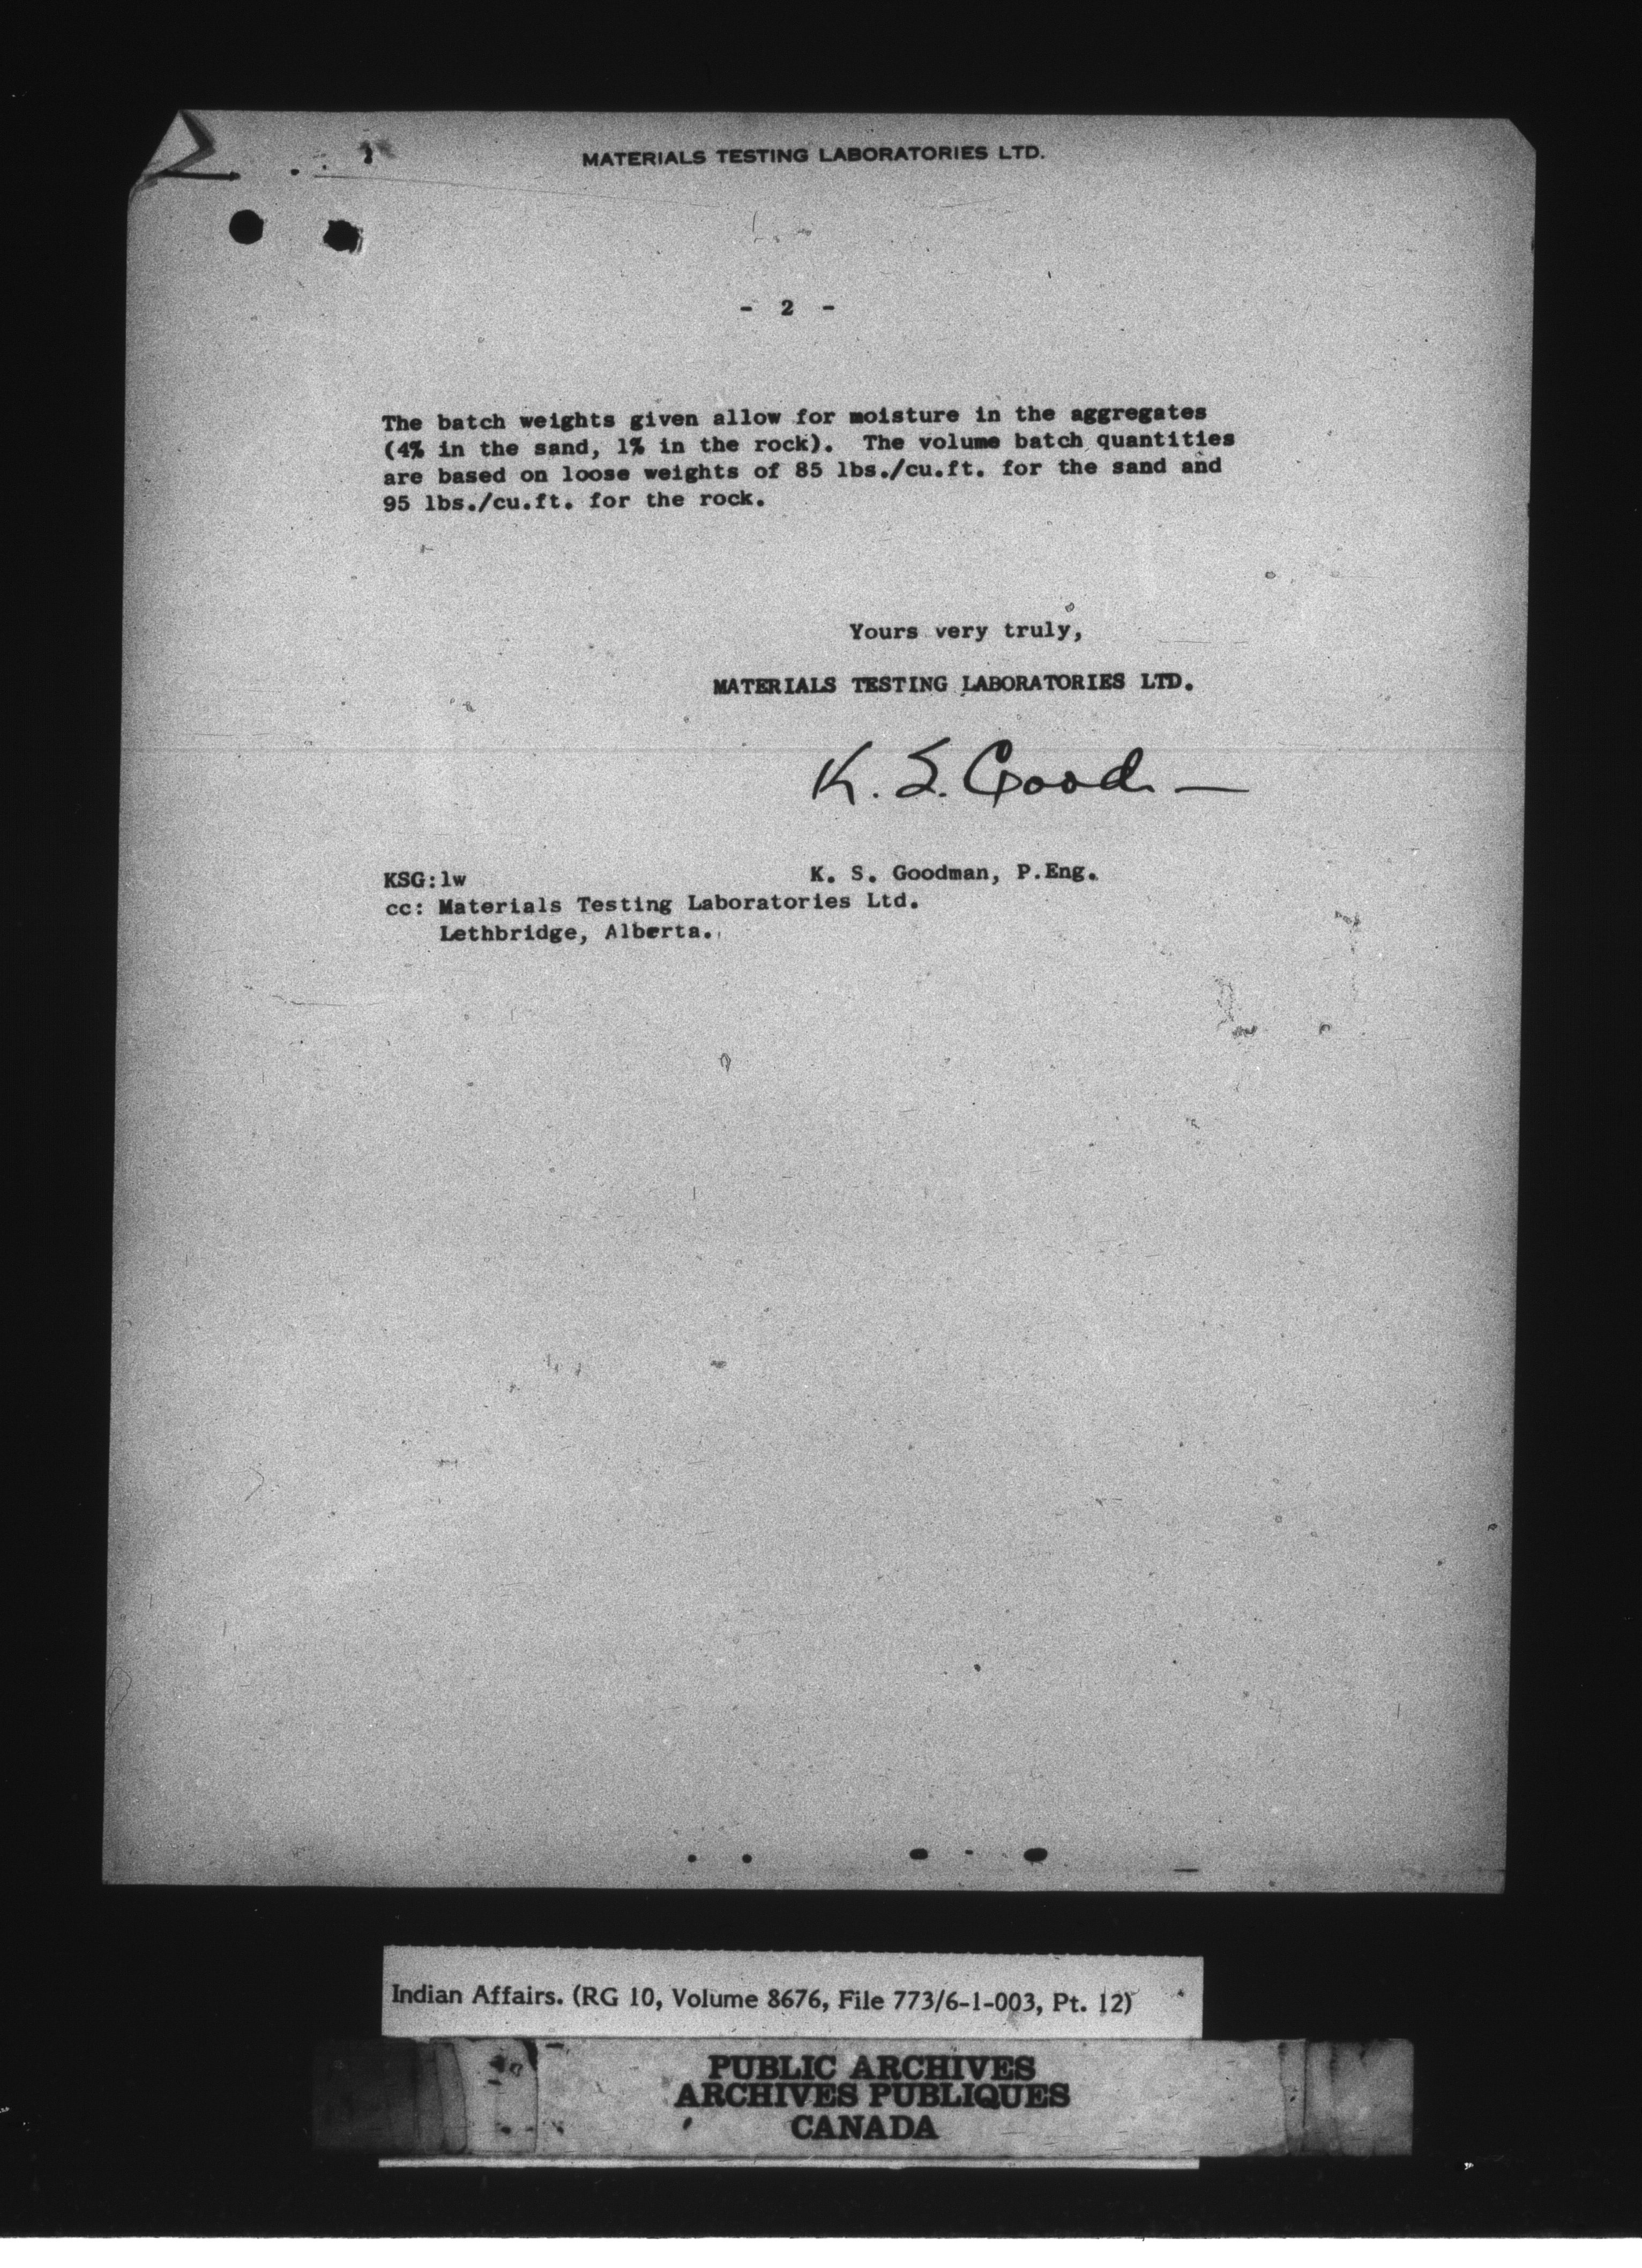 MATERIALS TESTING LABORATORIES LTD.
- 2 -
The batch weights given allow for moisture in the aggregates
(4% in the sand, 1% in the rock). The volume batch quantities
are based on loose weights of 85 lbs./cu.ft. for the sand and
95 lbs./cu.ft. for the rock.
Yours very truly,
MATERIALS TESTING LABORATORIES LTD.
K. S. Good
K. S. Goodman, P.Eng.
KSG:lw
cc: Materials Testing Laboratories Ltd.
Lethbridge, Alberta.
Indian Affairs. (RG 10, Volume 8676, File 773/6-1-003, Pt. 12)
PUBLIC ARCHIVES
ARCHIVES PUBLIQUES
CANADA